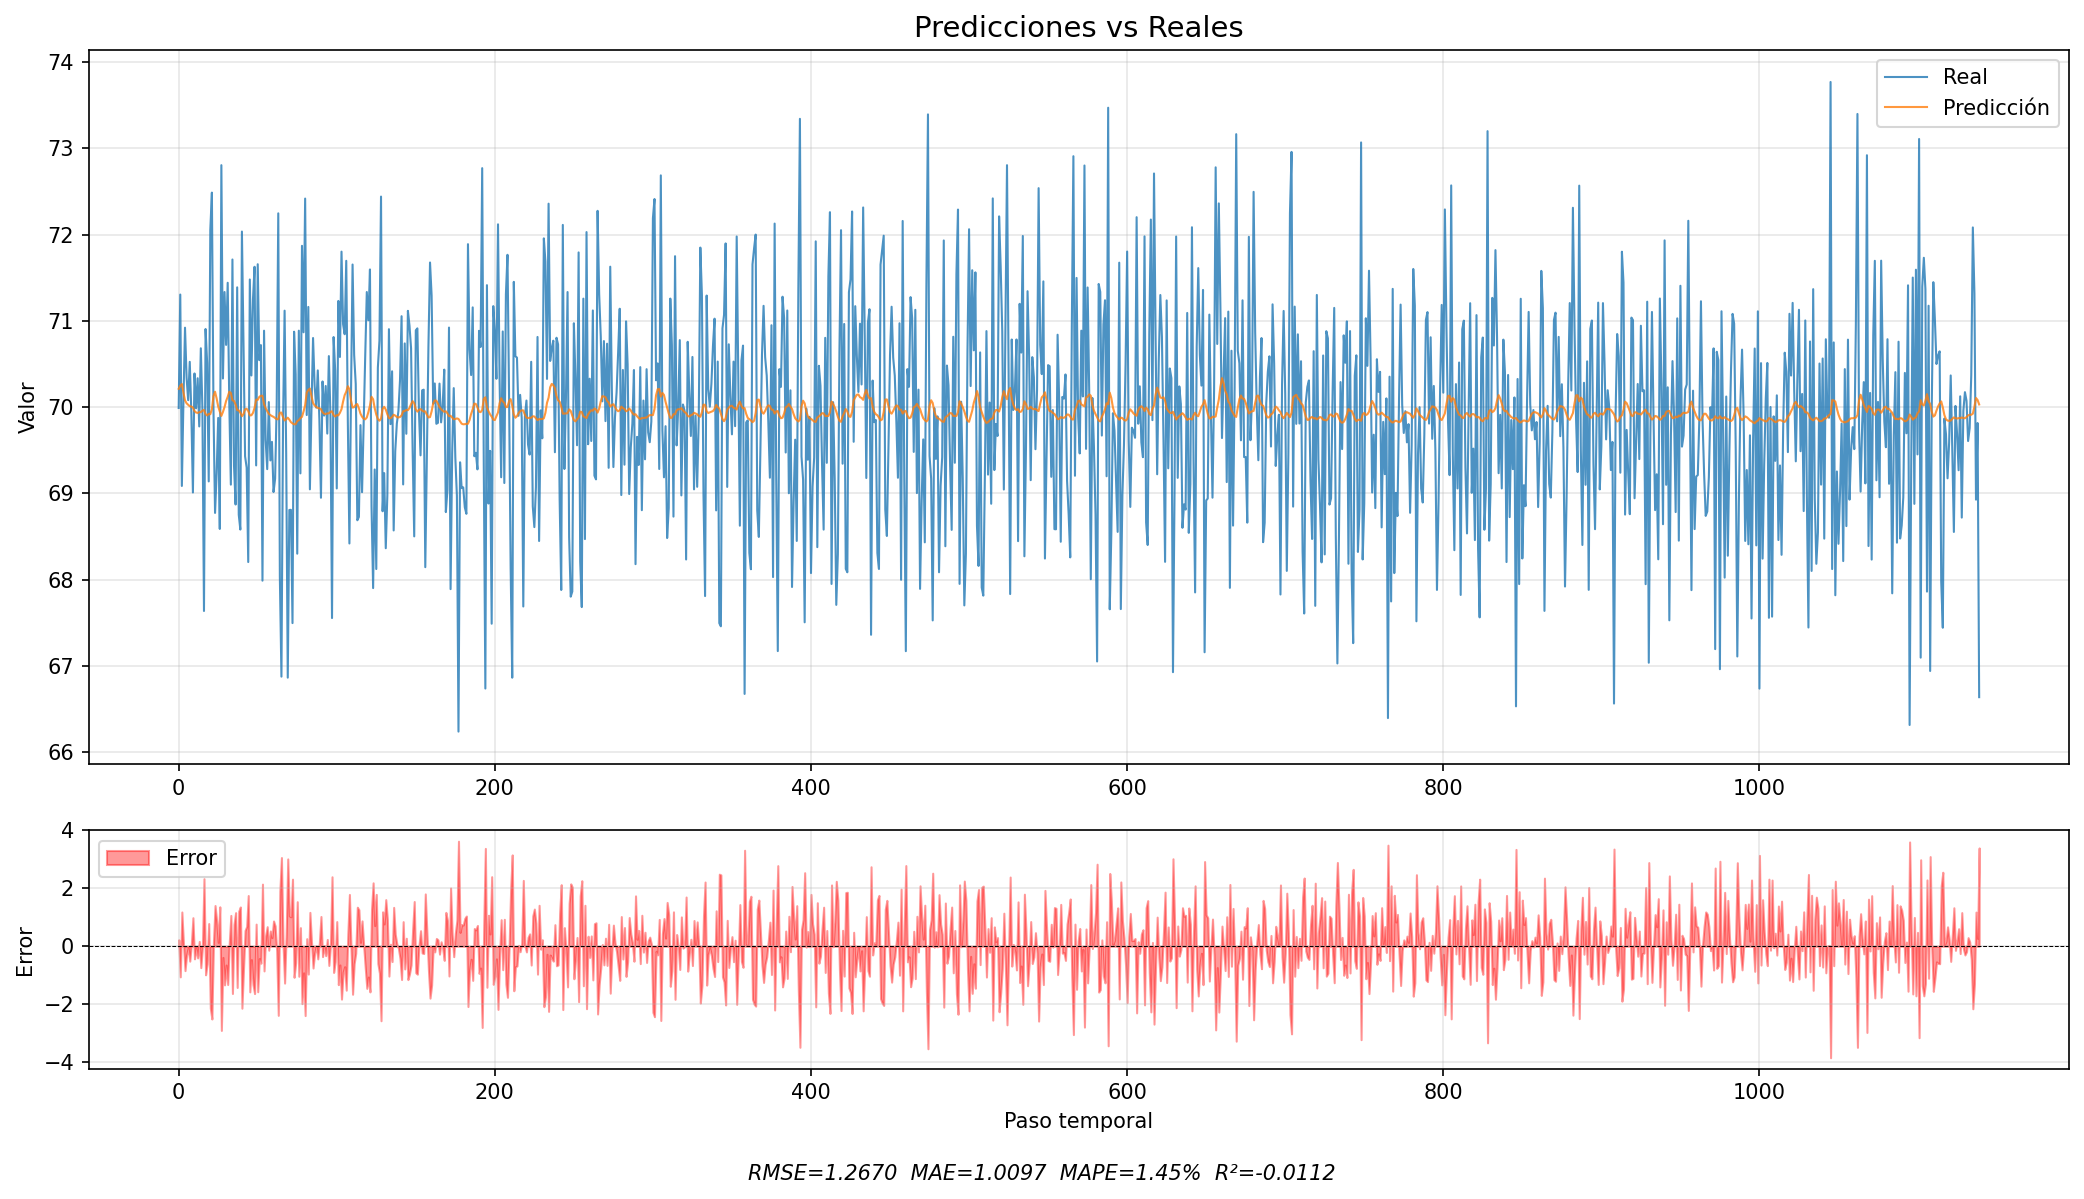 Predicciones vs Reales
74
73
72
71
70
69
68
67
66
Valor
Real
Predicción
0 200 400 600 800 1000
4
2
0
−2
−4
Error
Error
0 200 400 600 800 1000
Paso temporal
RMSE=1.2670 MAE=1.0097 MAPE=1.45% R²=-0.0112